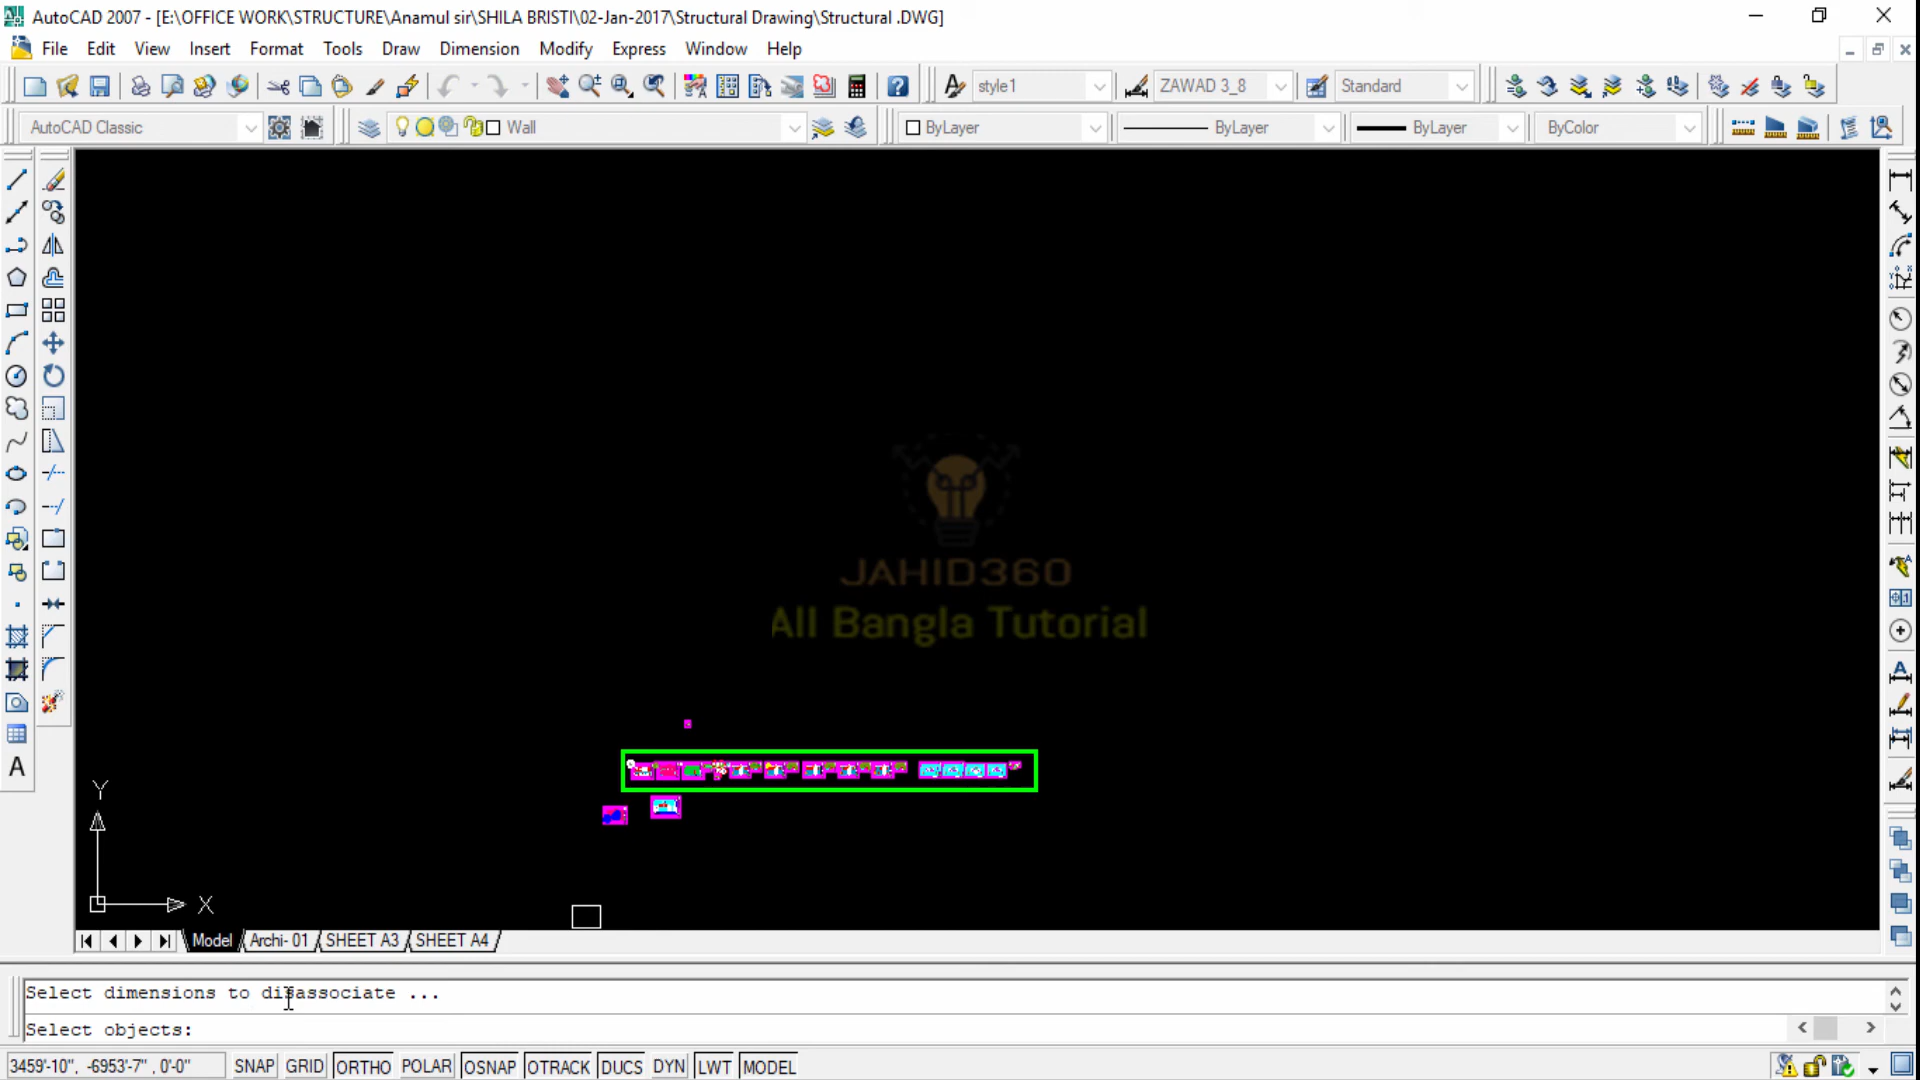 AutoCAD 2007 - [E:\OFFICE WORK\STRUCTURE\Anamul sir\SHILA BRISTI\02-Jan-2017\Structural Drawing\Structural .DWG]
File Edit View Insert Format Tools Draw Dimension Modify Express Window Help
style1 ZAWAD 3_8 Standard
AutoCAD Classic Wall ByLayer ByLayer ByLayer ByColor
JAHID360
All Bangla Tutorial
Y
X
Model Archi- 01 SHEET A3 SHEET A4
Select dimensions to disassociate ...
Select objects:
3459'-10", -6953'-7" , 0'-0" SNAP GRID ORTHO POLAR OSNAP OTRACK DUCS DYN LWT MODEL